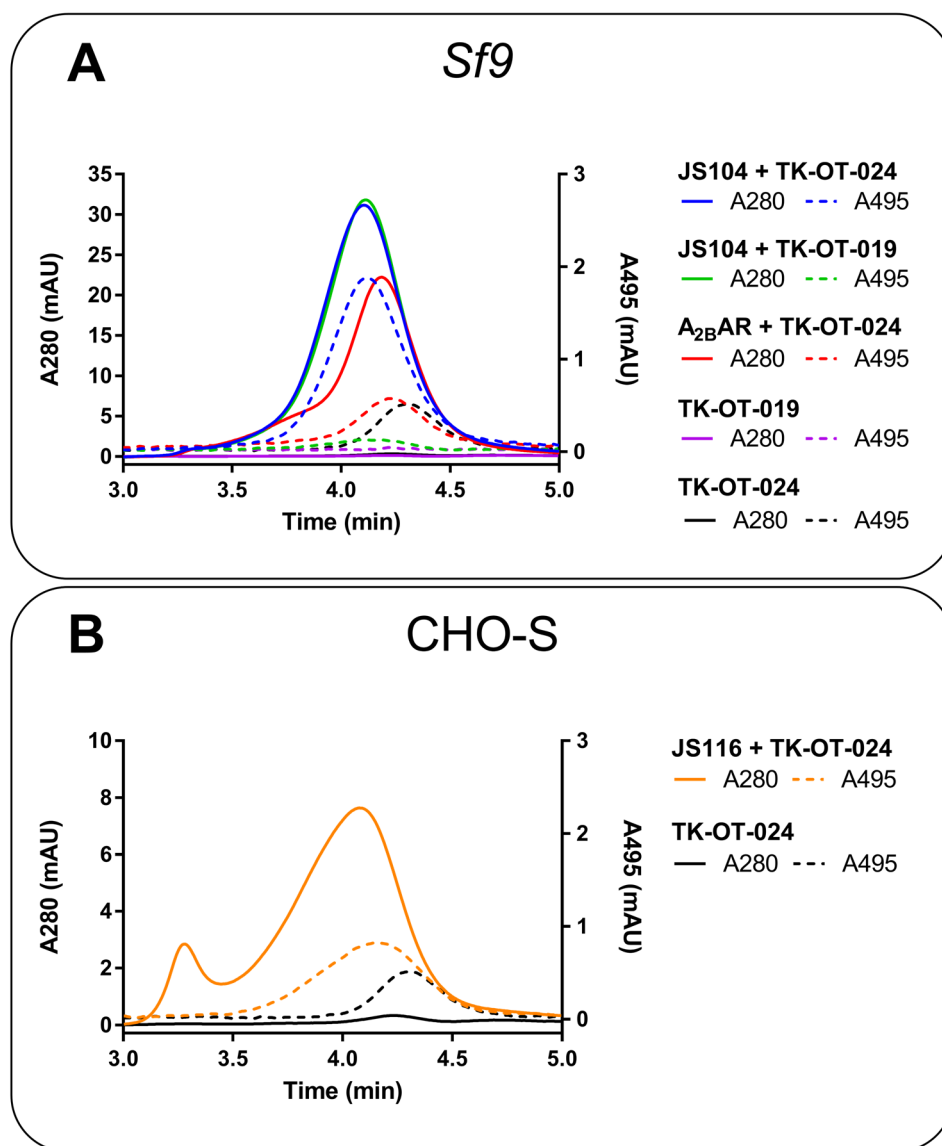 A
Sf9
35
30
25
20
15
10
5
0
A280 (mAU)
3
2
1
0
A495 (mAU)
3.0 3.5 4.0 4.5 5.0
Time (min)
JS104 + TK-OT-024
A280 A495
JS104 + TK-OT-019
A280 A495
A2BAR + TK-OT-024
A280 A495
TK-OT-019
A280 A495
TK-OT-024
A280 A495
B
CHO-S
10
8
6
4
2
0
A280 (mAU)
3
2
1
0
A495 (mAU)
3.0 3.5 4.0 4.5 5.0
Time (min)
JS116 + TK-OT-024
A280 A495
TK-OT-024
A280 A495